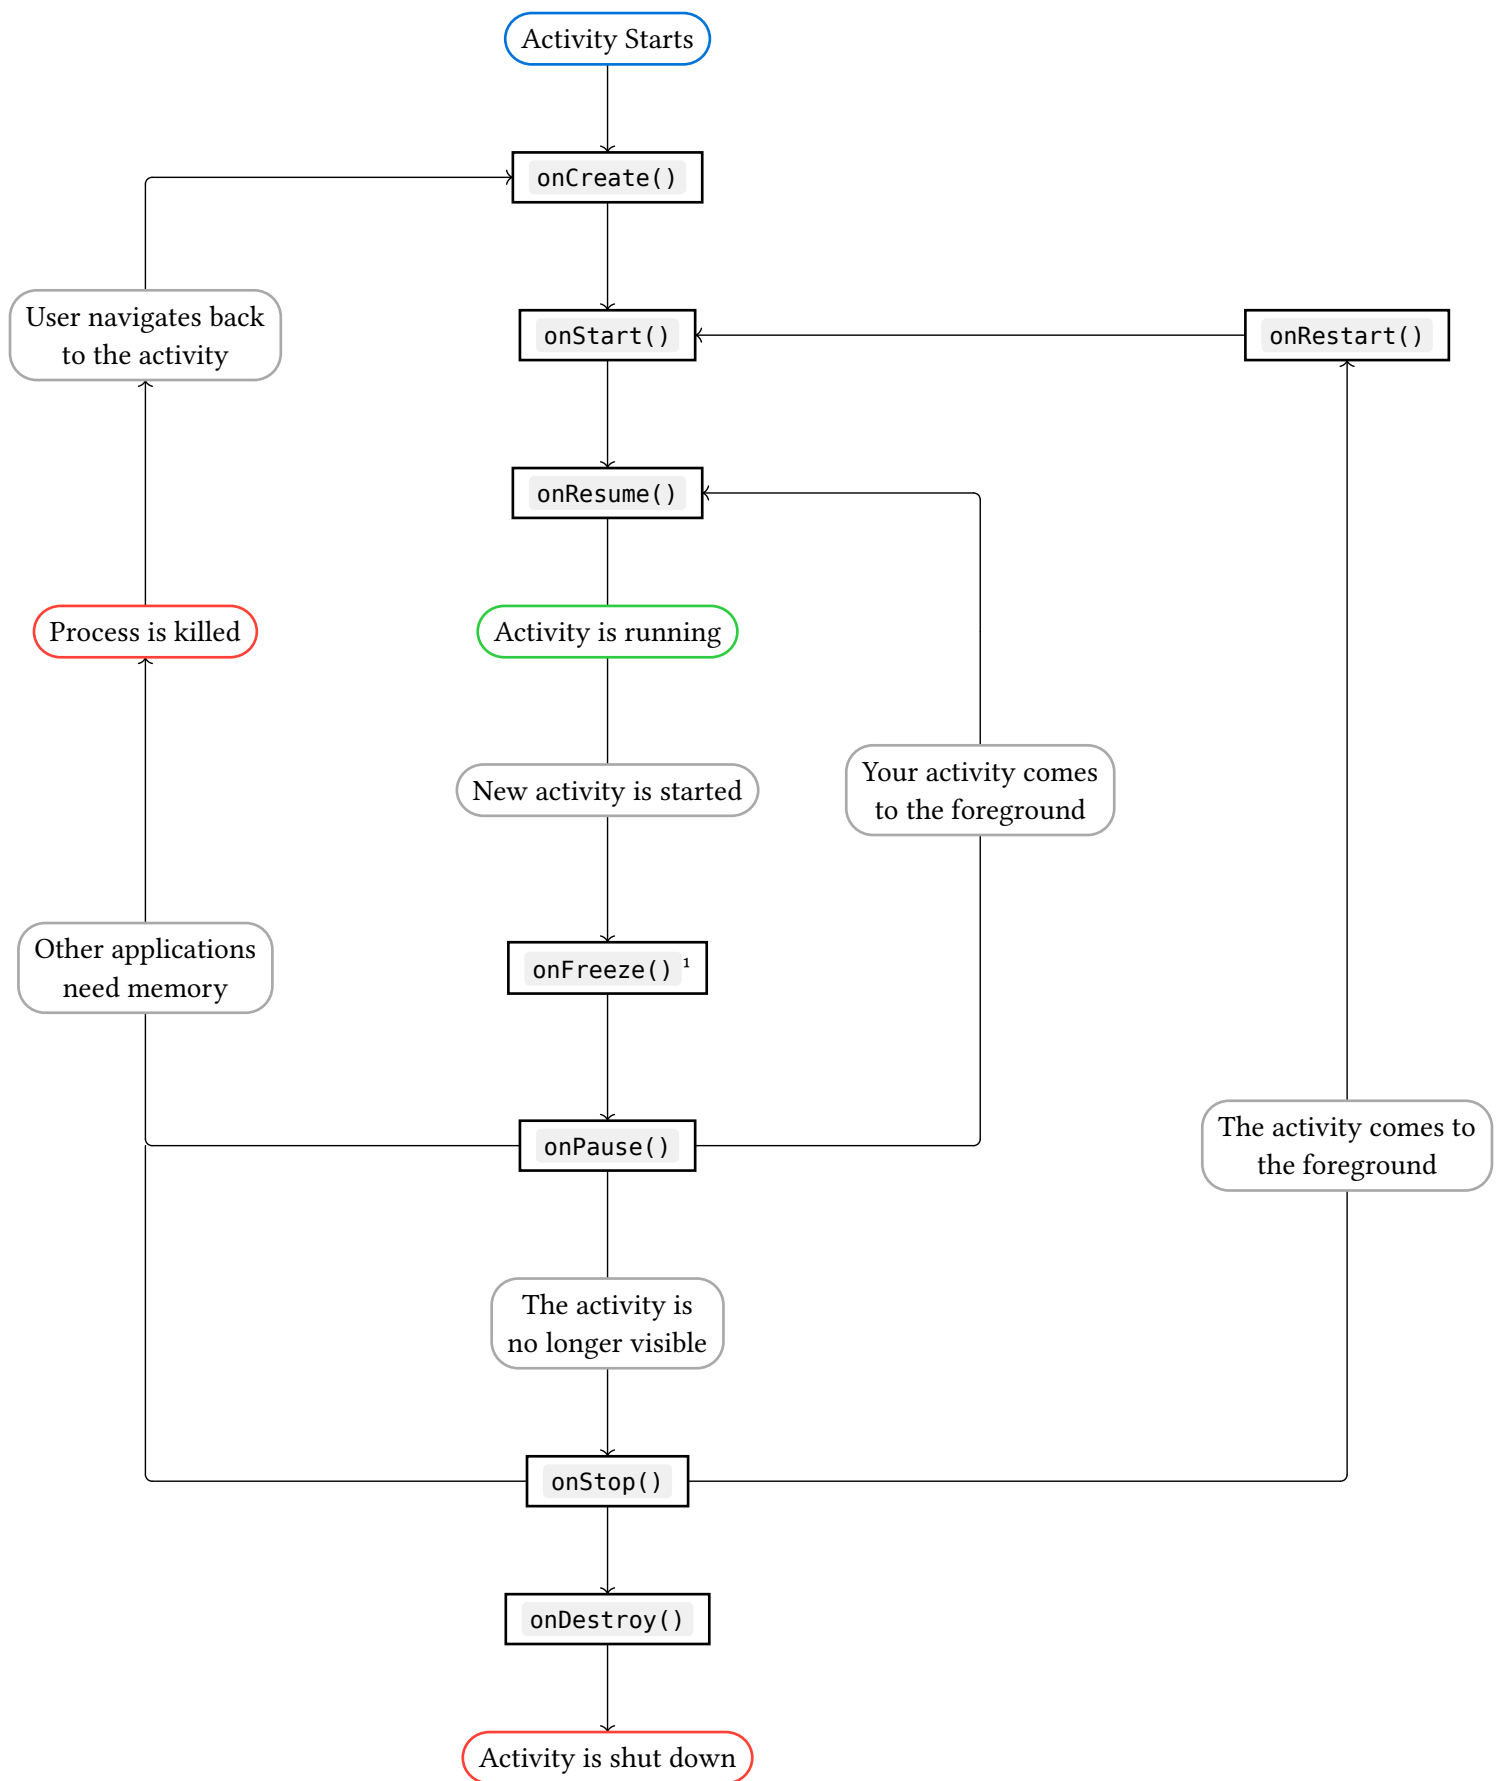 Activity Starts
onCreate()
User navigates back
to the activity
onStart()
onRestart()
onResume()
Process is killed
Activity is running
New activity is started
Your activity comes
to the foreground
Other applications
need memory
onFreeze()¹
onPause()
The activity comes to
the foreground
The activity is
no longer visible
onStop()
onDestroy()
Activity is shut down